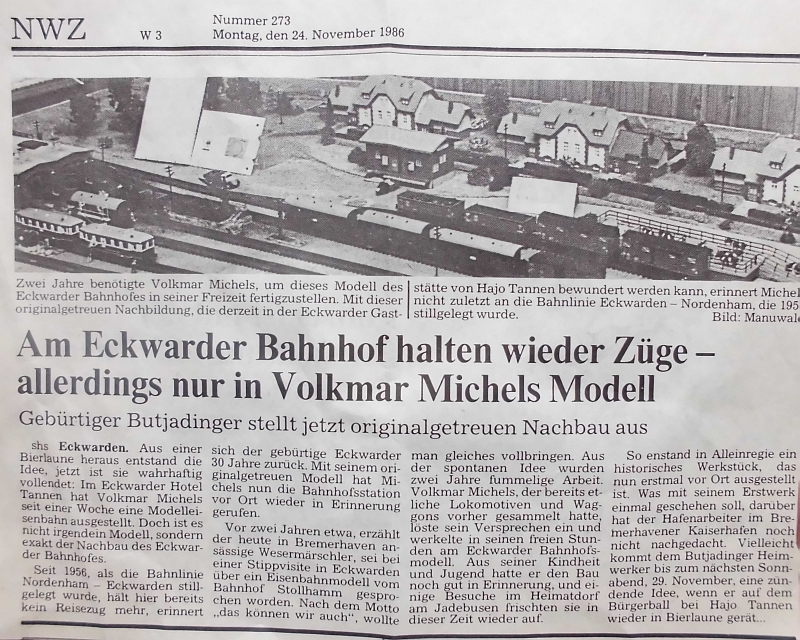 NWZ
W 3
Nummer 273
Montag, den 24. November 1986
Zwei Jahre benötigte Volkmar Michels, um dieses Modell des
Eckwarder Bahnhofes in seiner Freizeit fertigzustellen. Mit dieser
originalgetreuen Nachbildung, die derzeit in der Eckwarder Gast-
stätte von Hajo Tannen bewundert werden kann, erinnert Michel
nicht zuletzt an die Bahnlinie Eckwarden – Nordenham, die 195
stillgelegt wurde.
Bild: Manuwal
Am Eckwarder Bahnhof halten wieder Züge –
allerdings nur in Volkmar Michels Modell
Gebürtiger Butjadinger stellt jetzt originalgetreuen Nachbau aus
shs Eckwarden. Aus einer
Bierlaune heraus entstand die
Idee, jetzt ist sie wahrhaftig
vollendet: Im Eckwarder Hotel
Tannen hat Volkmar Michels
seit einer Woche eine Modellei-
senbahn ausgestellt. Doch ist es
nicht irgendein Modell, sondern
exakt der Nachbau des Eckwar-
der Bahnhofes.
Seit 1956, als die Bahnlinie
Nordenham – Eckwarden still-
gelegt wurde, hält hier bereits
kein Reisezug mehr, erinnert
sich der gebürtige Eckwarder
30 Jahre zurück. Mit seinem ori-
ginalgetreuen Modell hat Mi-
chels nun die Bahnhofsstation
vor Ort wieder in Erinnerung
gerufen.
Vor zwei Jahren etwa, erzählt
der heute in Bremerhaven an-
sässige Wesermärschler, sei bei
einer Stippvisite in Eckwarden
über ein Eisenbahnmodell vom
Bahnhof Stollhamm gespro-
chen worden. Nach dem Motto
„das können wir auch", wollte
man gleiches vollbringen. Aus
der spontanen Idee wurden
zwei Jahre fummelige Arbeit.
Volkmar Michels, der bereits et-
liche Lokomotiven und Wag-
gons vorher gesammelt hatte,
löste sein Versprechen ein und
werkelte in seinen freien Stun-
den am Eckwarder Bahnhofs-
modell. Aus seiner Kindheit
und Jugend hatte er den Bau
noch gut in Erinnerung, und ei-
nige Besuche im Heimatdorf
am Jadebusen frischten sie in
dieser Zeit wieder auf.
So enstand in Alleinregie ein
historisches Werkstück, das
nun erstmal vor Ort ausgestellt
ist. Was mit seinem Erstwerk
einmal geschehen soll, darüber
hat der Hafenarbeiter im Bre-
merhavener Kaiserhafen noch
nicht nachgedacht. Vielleicht
kommt dem Butjadinger Heim-
werker bis zum nächsten Sonn-
abend, 29. November, eine zün-
dende Idee, wenn er auf dem
Bürgerball bei Hajo Tannen
wieder in Bierlaune gerät...